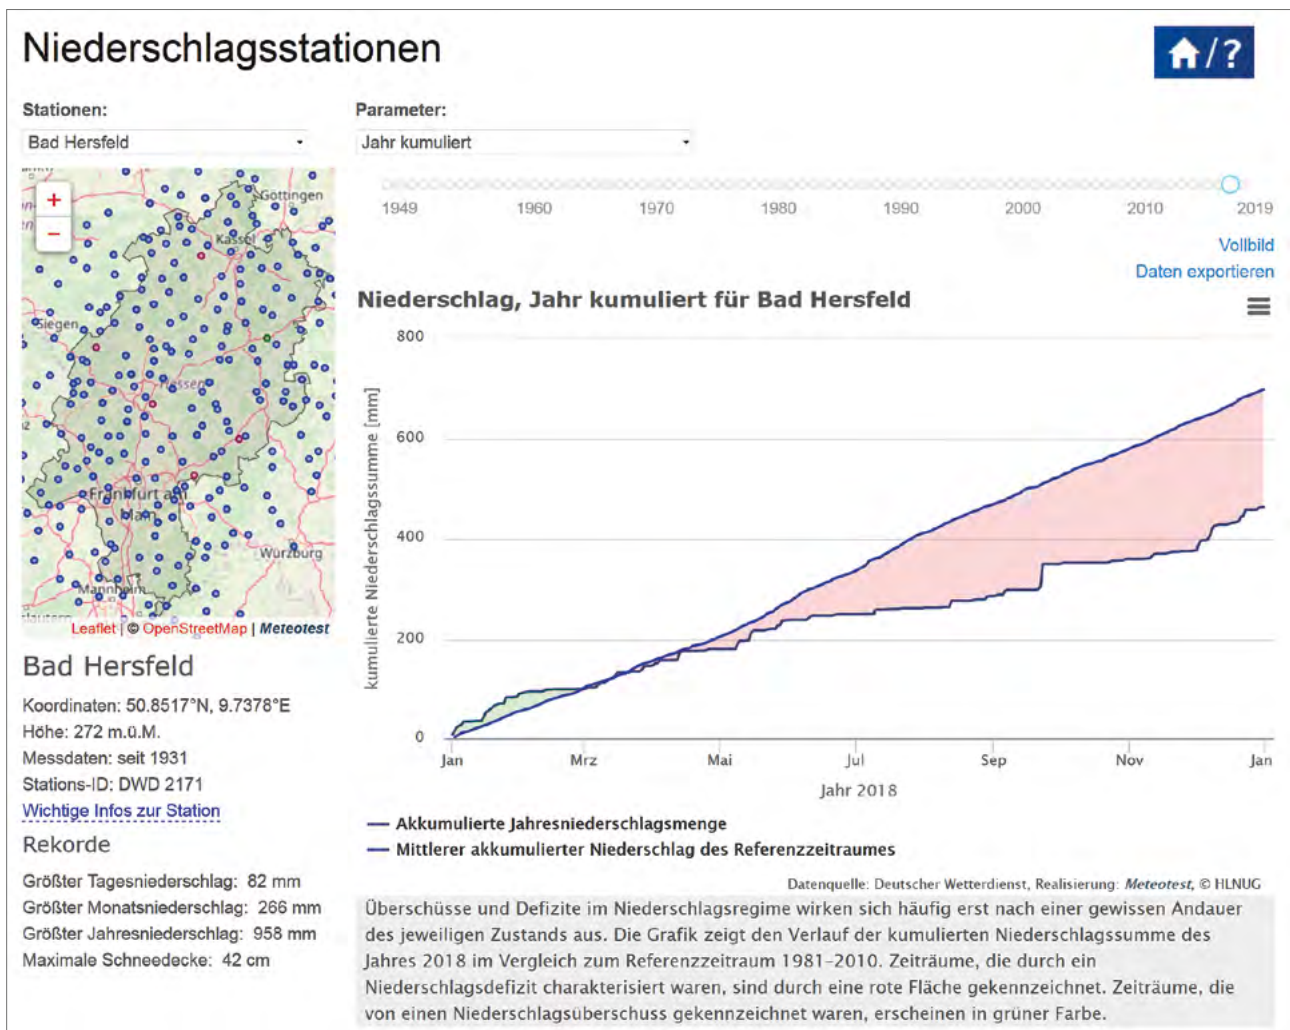 Niederschlagsstationen
/?
Stationen:
Bad Hersfeld
Parameter:
Jahr kumuliert
1949 1960 1970 1980 1990 2000 2010 2019
Vollbild
Daten exportieren
+
−
Göttingen
Kassel
Siegen
Hessen
Frankfurt am
Main
Würzburg
Mannheim
Leaflet | © OpenStreetMap | Meteotest
Niederschlag, Jahr kumuliert für Bad Hersfeld
kumulierte Niederschlagssumme [mm]
800
600
400
200
0
Jan Mrz Mai Jul Sep Nov Jan
Jahr 2018
Akkumulierte Jahresniederschlagsmenge
Mittlerer akkumulierter Niederschlag des Referenzzeitraumes
Datenquelle: Deutscher Wetterdienst, Realisierung: Meteotest, © HLNUG
Bad Hersfeld
Koordinaten: 50.8517°N, 9.7378°E
Höhe: 272 m.ü.M.
Messdaten: seit 1931
Stations-ID: DWD 2171
Wichtige Infos zur Station
Rekorde
Größter Tagesniederschlag: 82 mm
Größter Monatsniederschlag: 266 mm
Größter Jahresniederschlag: 958 mm
Maximale Schneedecke: 42 cm
Überschüsse und Defizite im Niederschlagsregime wirken sich häufig erst nach einer gewissen Andauer
des jeweiligen Zustands aus. Die Grafik zeigt den Verlauf der kumulierten Niederschlagssumme des
Jahres 2018 im Vergleich zum Referenzzeitraum 1981–2010. Zeiträume, die durch ein
Niederschlagsdefizit charakterisiert waren, sind durch eine rote Fläche gekennzeichnet. Zeiträume, die
von einen Niederschlagsüberschuss gekennzeichnet waren, erscheinen in grüner Farbe.